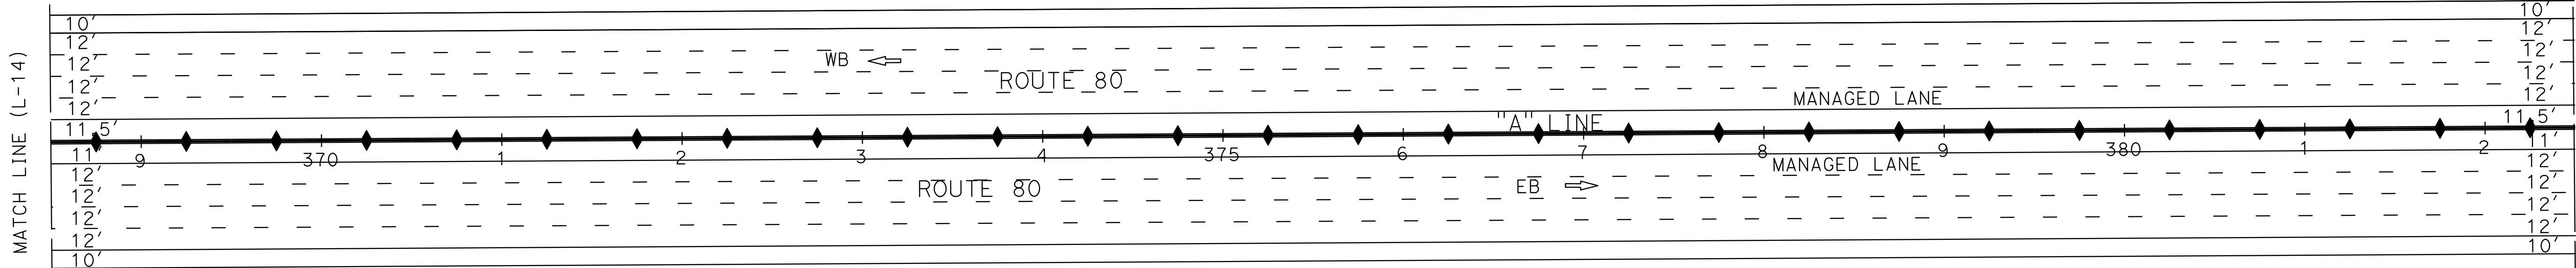 MATCH LINE (L-14)
10' 10'
12' 12'
12' WB 12'
12' ROUTE 80 12'
12' MANAGED LANE 12'
11.5' "A" LINE 11.5'
11' 11'
9 370 1 2 3 4 375 6 7 8 9 380 1 2
12' MANAGED LANE 12'
12' ROUTE 80 EB 12'
12' 12'
12' 12'
10' 10'